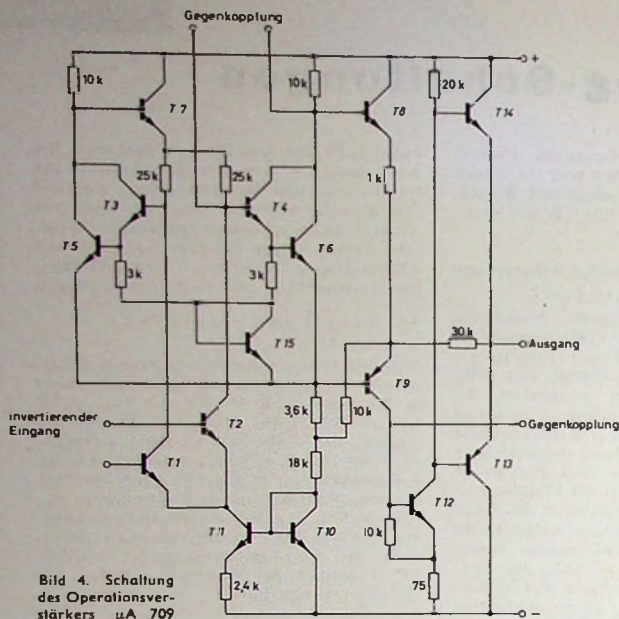 Gegenkopplung
+
10k
10k
20k
T7
T8
T14
25k
25k
1k
T3
T4
T5
T6
3k
3k
T15
30k
Ausgang
T9
invertierender
Eingang
T2
3,6k
10k
Gegenkopplung
T1
18k
T13
T12
T11
T10
10k
2,4k
75
Bild 4. Schaltung
des Operationsver-
stärkers μA 709
–